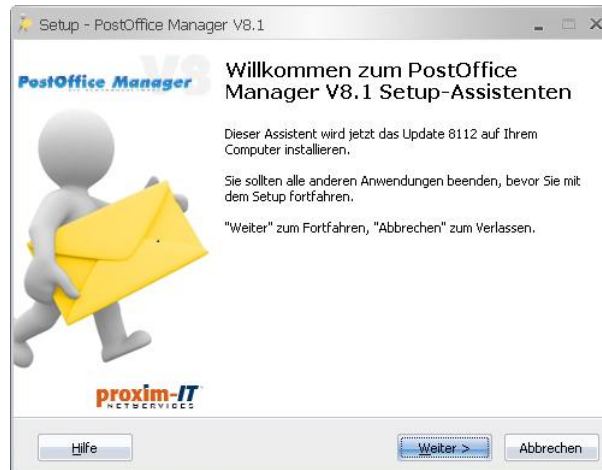 Setup - PostOffice Manager V8.1
V8
PostOffice Manager
Willkommen zum PostOffice
Manager V8.1 Setup-Assistenten
Dieser Assistent wird jetzt das Update 8112 auf Ihrem
Computer installieren.
Sie sollten alle anderen Anwendungen beenden, bevor Sie mit
dem Setup fortfahren.
"Weiter" zum Fortfahren, "Abbrechen" zum Verlassen.
proxim-IT
NETSERVICES
Hilfe
Weiter >
Abbrechen